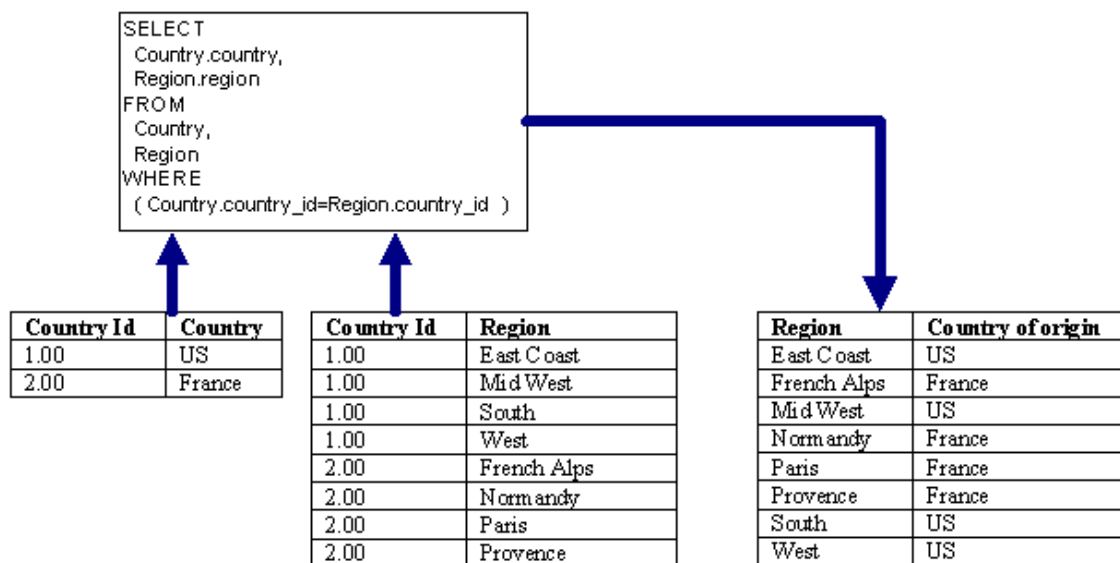 SELECT
Country.country,
Region.region
FROM
Country,
Region
WHERE
( Country.country_id=Region.country_id )
Country Id Country
1.00 US
2.00 France
Country Id Region
1.00 East Coast
1.00 Mid West
1.00 South
1.00 West
2.00 French Alps
2.00 Normandy
2.00 Paris
2.00 Provence
Region Country of origin
East Coast US
French Alps France
Mid West US
Normandy France
Paris France
Provence France
South US
West US